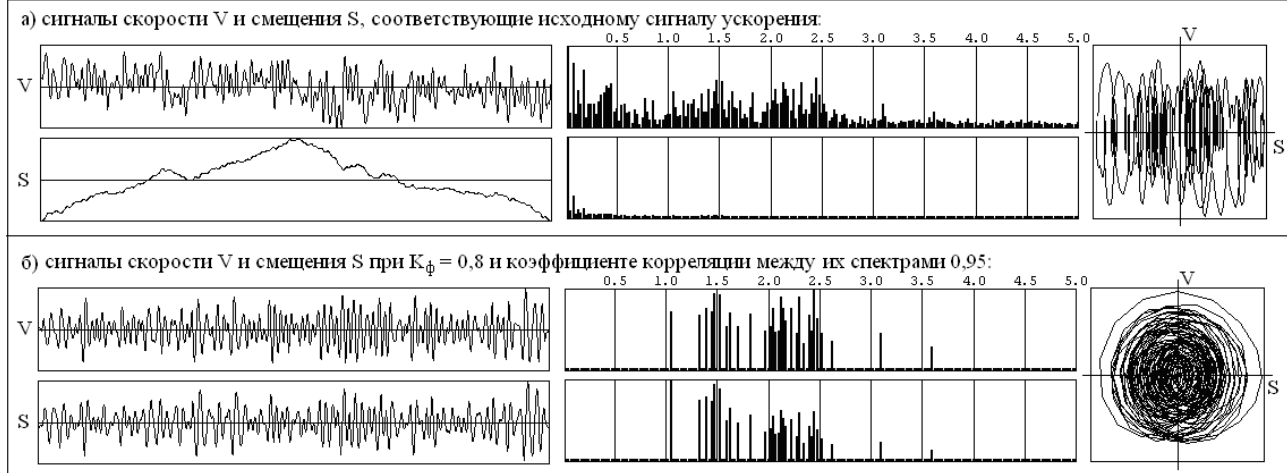 а) сигналы скорости V и смещения S, соответствующие исходному сигналу ускорения:
0.5 1.0 1.5 2.0 2.5 3.0 3.5 4.0 4.5 5.0
V
V
S
S
б) сигналы скорости V и смещения S при Kф = 0,8 и коэффициенте корреляции между их спектрами 0,95:
0.5 1.0 1.5 2.0 2.5 3.0 3.5 4.0 4.5 5.0
V
V
S
S